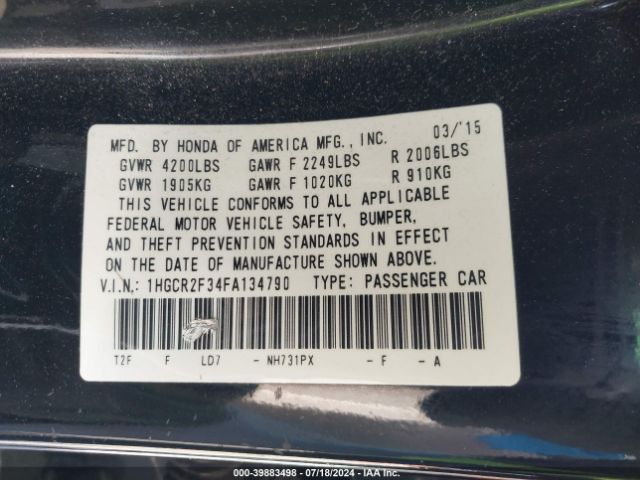 MFD. BY HONDA OF AMERICA MFG., INC. 03/'15
GVWR 4200LBS GAWR F 2249LBS R 2006LBS
GVWR 1905KG GAWR F 1020KG R 910KG
THIS VEHICLE CONFORMS TO ALL APPLICABLE
FEDERAL MOTOR VEHICLE SAFETY, BUMPER,
AND THEFT PREVENTION STANDARDS IN EFFECT
ON THE DATE OF MANUFACTURE SHOWN ABOVE.
V.I.N.: 1HGCR2F34FA134790 TYPE: PASSENGER CAR
T2F F LD7 - NH731PX - F - A
000-39883498 - 07/18/2024 - IAA Inc.